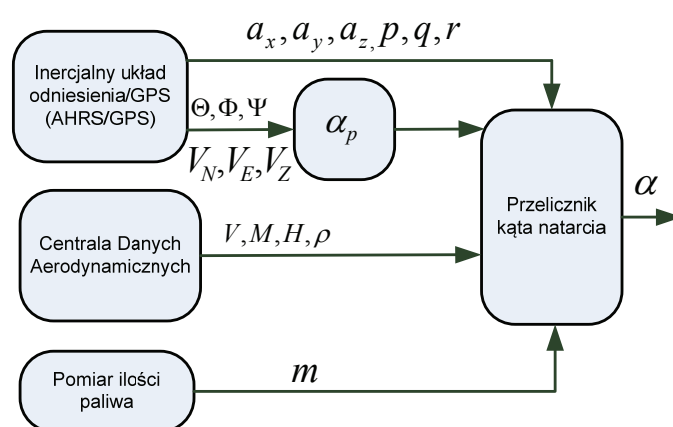 a_x, a_y, a_z, p, q, r
Inercjalny układ
odniesienia/GPS
(AHRS/GPS)
Θ,Φ,Ψ
V_N,V_E,V_Z
α_p
Przelicznik
kąta natarcia
α
Centrala Danych
Aerodynamicznych
V,M,H,ρ
Pomiar ilości
paliwa
m